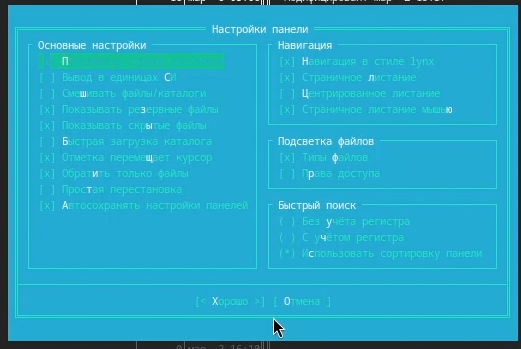 Настройки панели
Основные настройки
П
[ ] Вывод в единицах СИ
[ ] Смешивать файлы/каталоги
[x] Показывать резервные файлы
[x] Показывать скрытые файлы
[ ] Быстрая загрузка каталога
[x] Отметка перемещает курсор
[x] Обратить только файлы
[ ] Простая перестановка
[x] Автосохранять настройки панелей
Навигация
[x] Навигация в стиле lynx
[x] Страничное листание
[ ] Центрированное листание
[x] Страничное листание мышью
Подсветка файлов
[x] Типы файлов
[ ] Права доступа
Быстрый поиск
( ) Без учёта регистра
( ) С учётом регистра
(*) Использовать сортировку панели
[< Хорошо >] [ Отмена ]